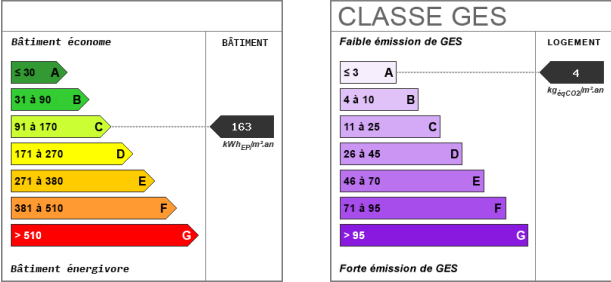 Bâtiment économe
BÂTIMENT
≤ 30 A
31 à 90 B
91 à 170 C
163
kWhEP/m².an
171 à 270 D
271 à 380 E
381 à 510 F
> 510 G
Bâtiment énergivore
CLASSE GES
Faible émission de GES
LOGEMENT
≤ 3 A
4
kgéqCO2/m².an
4 à 10 B
11 à 25 C
26 à 45 D
46 à 70 E
71 à 95 F
> 95 G
Forte émission de GES